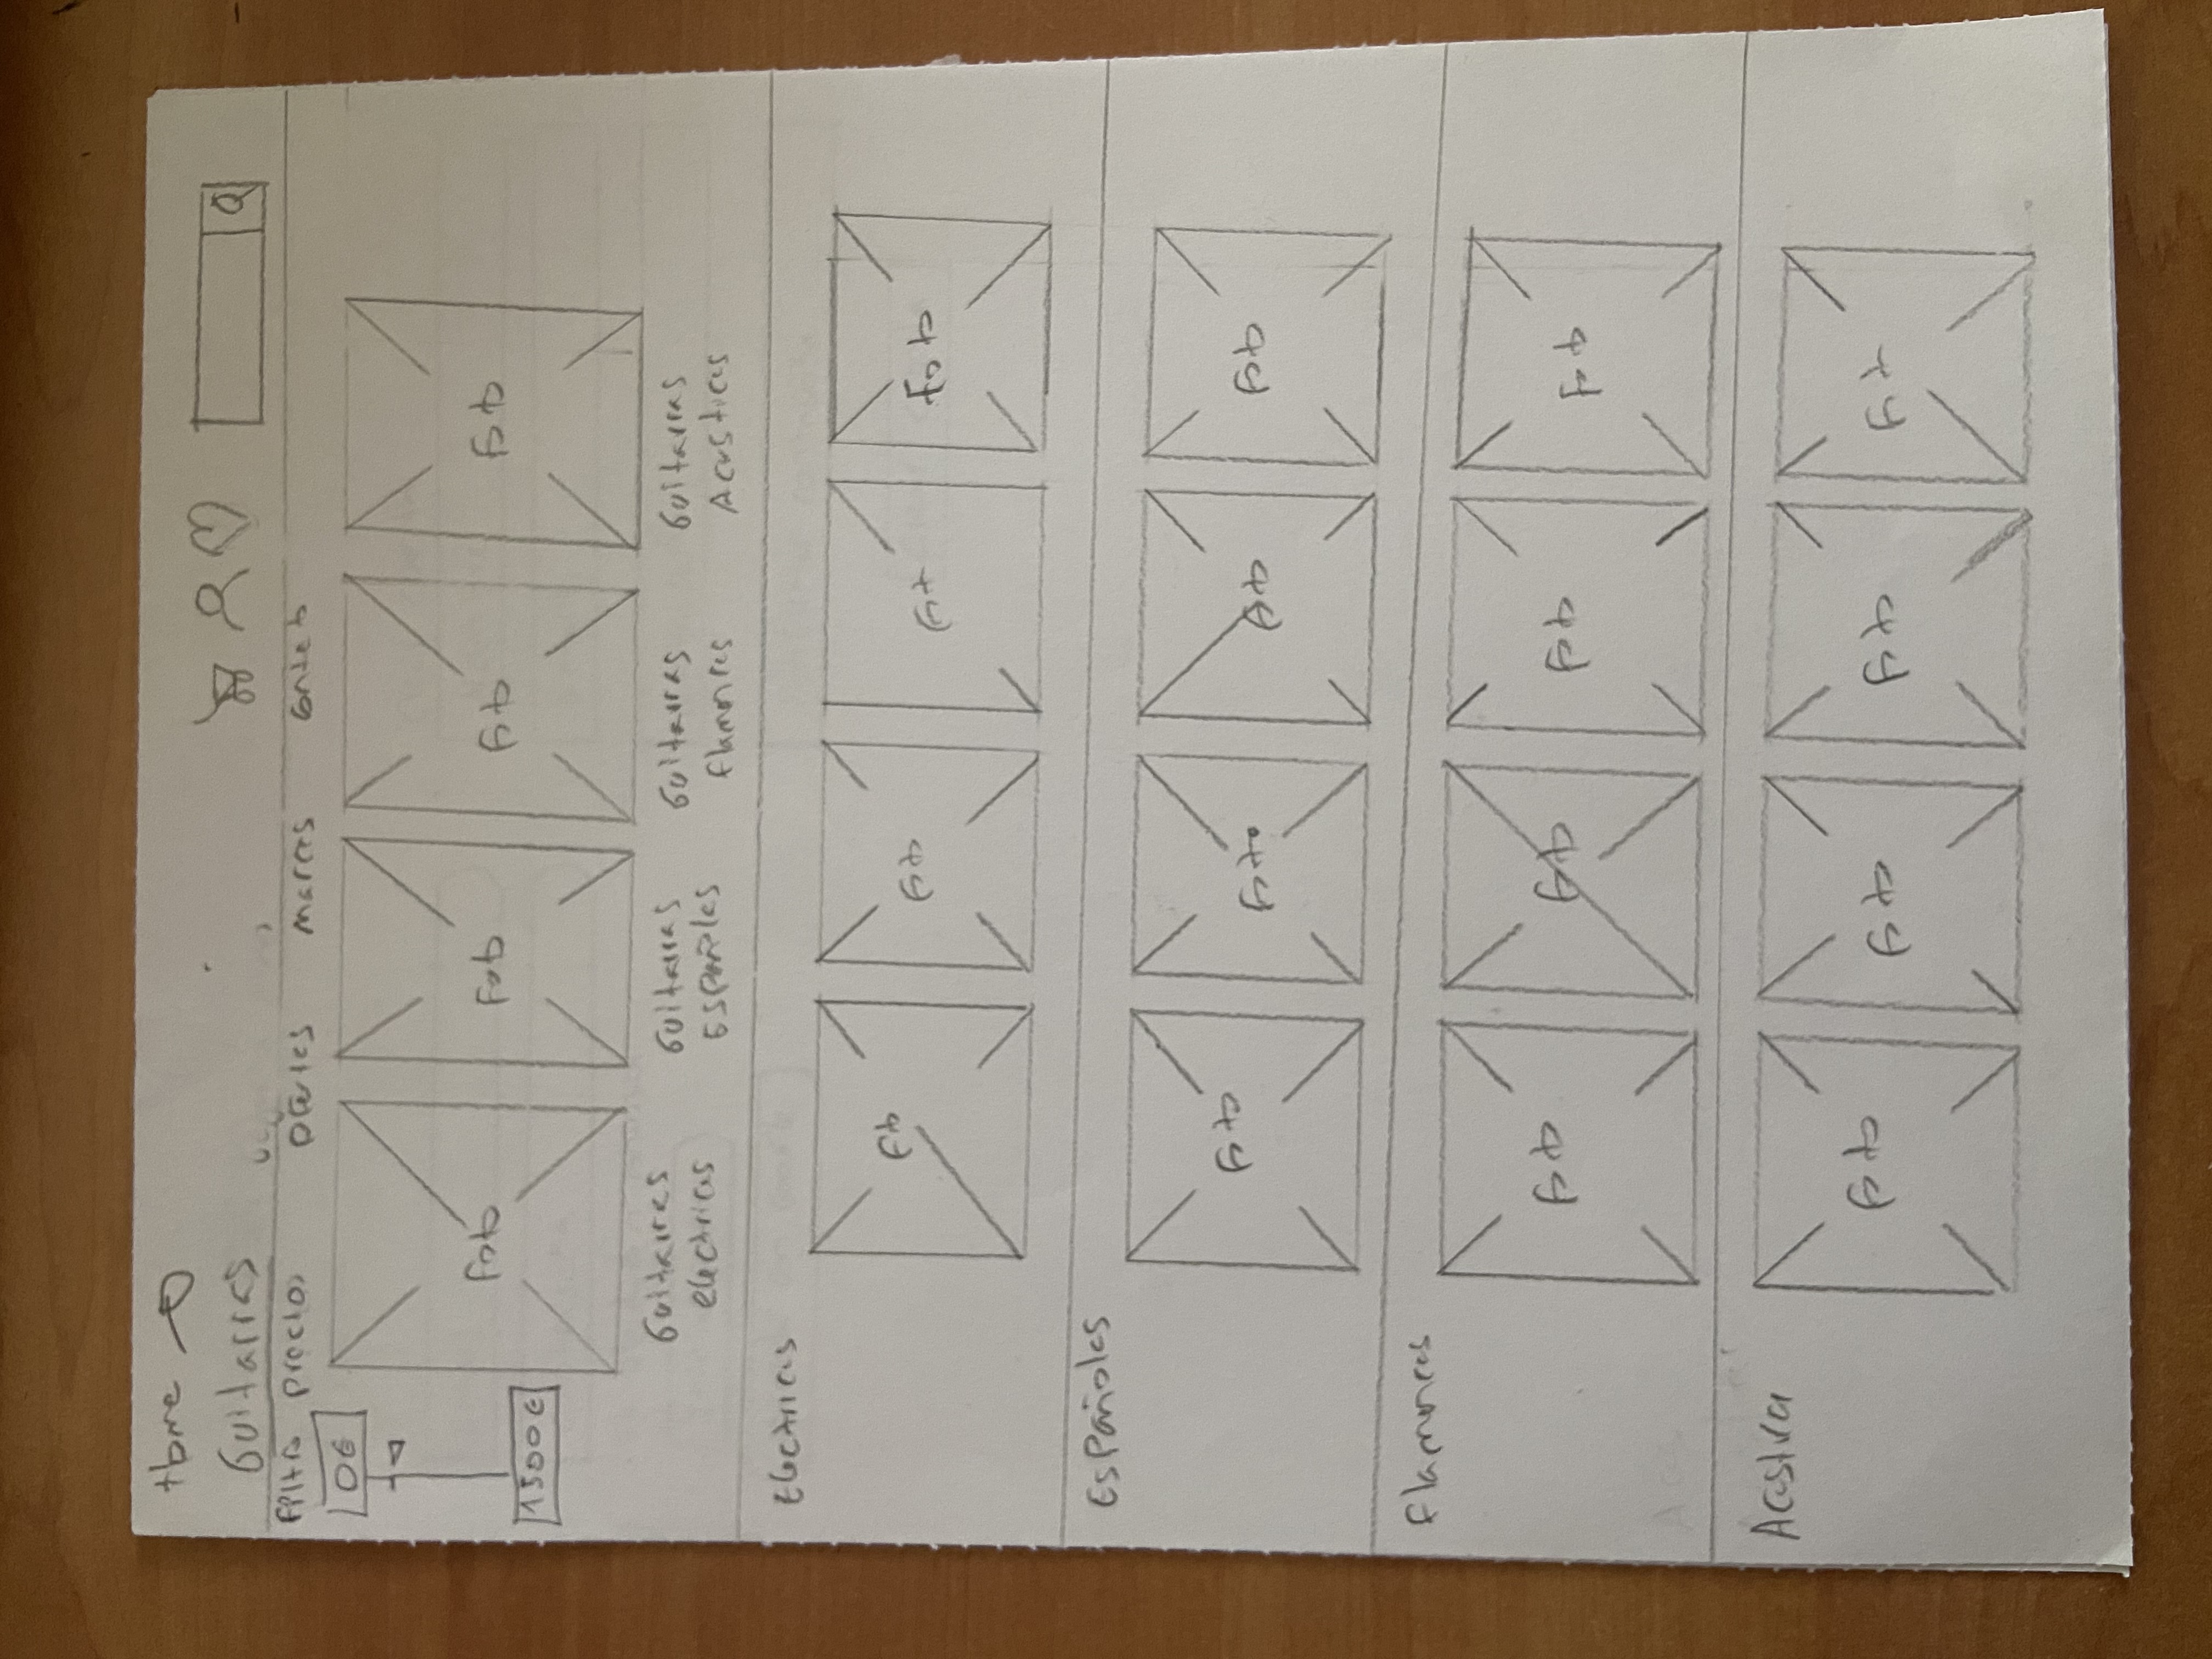 Home
Guitarras
Filtro precios Ofertas marcas Contacto
0€
1500€
Foto Foto Foto Foto
Guitarras electricas
Guitarras Españolas
Guitarras flamencas
Guitarras Acusticas
Electricas
Foto Foto Fot Foto
Españolas
Foto Foto Foto Foto
flamencas
Foto Foto Foto Foto
Acustica
Foto Foto Foto Fot